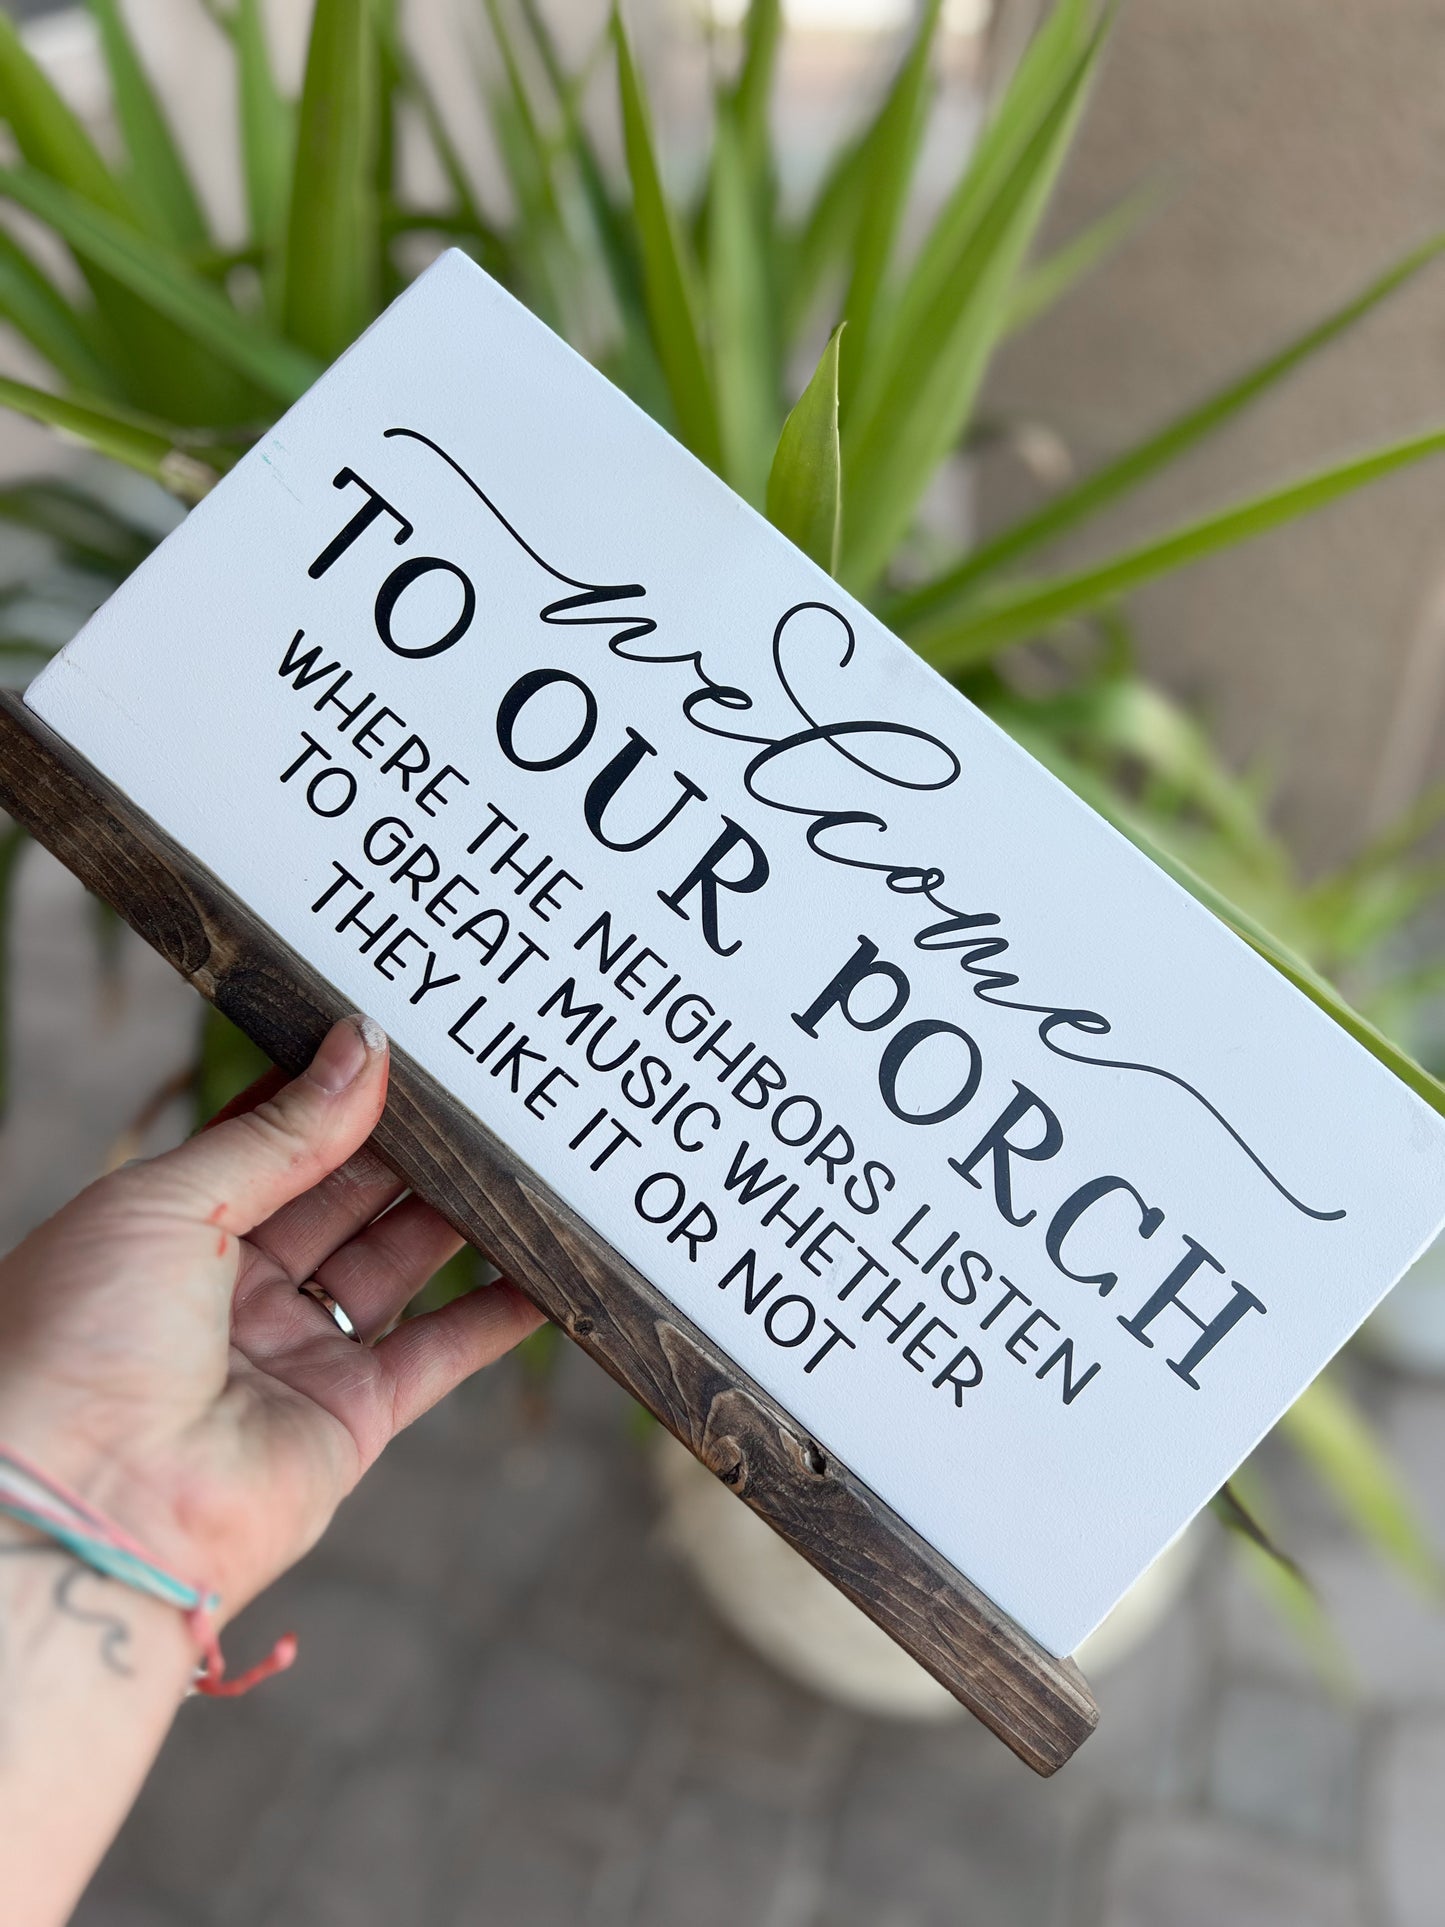 welcome
TO OUR pORCH
WHERE THE NEIGHBORS LISTEN
TO GREAT MUSIC WHETHER
THEY LIKE IT OR NOT